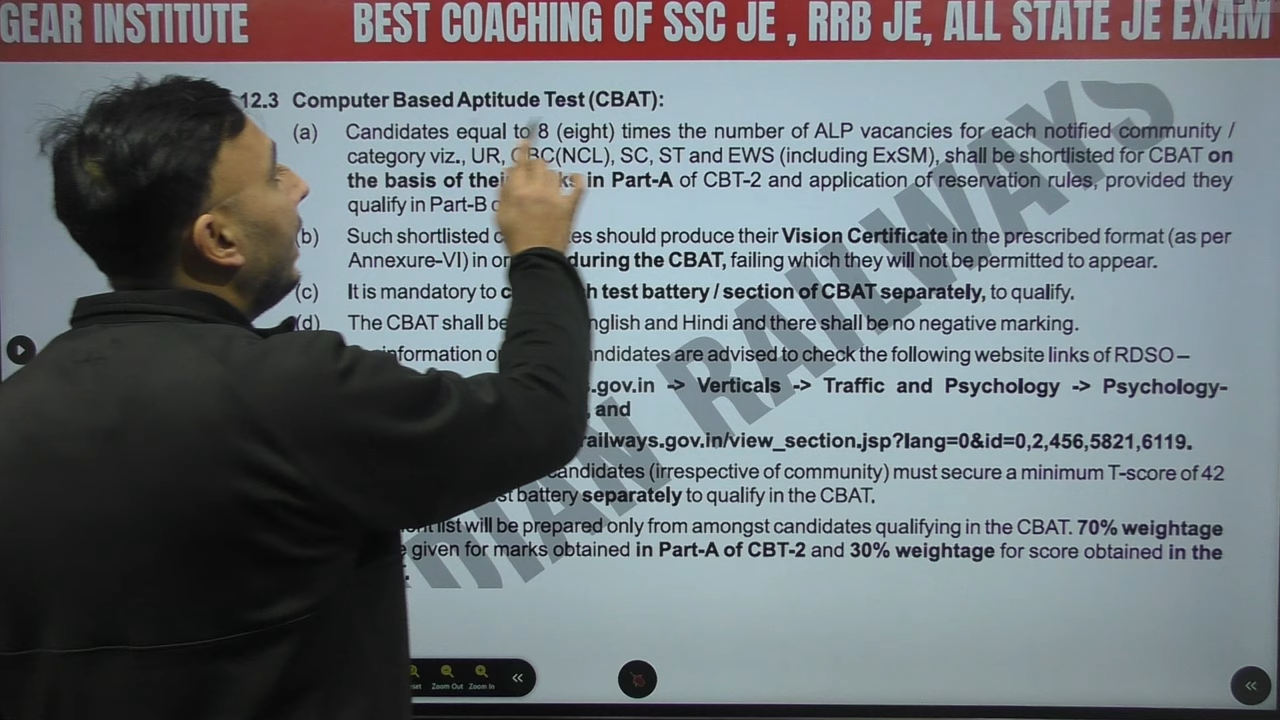 GEAR INSTITUTE BEST COACHING OF SSC JE , RRB JE, ALL STATE JE EXAM
12.3 Computer Based Aptitude Test (CBAT):
(a) Candidates equal to 8 (eight) times the number of ALP vacancies for each notified community /
category viz., UR, OBC(NCL), SC, ST and EWS (including ExSM), shall be shortlisted for CBAT on
the basis of their in Part-A of CBT-2 and application of reservation rules, provided they
qualify in Part-B
(b) Such shortlisted should produce their Vision Certificate in the prescribed format (as per
Annexure-VI) in during the CBAT, failing which they will not be permitted to appear.
(c) It is mandatory to test battery / section of CBAT separately, to qualify.
(d) The CBAT shall be English and Hindi and there shall be no negative marking.
information candidates are advised to check the following website links of RDSO –
.gov.in -> Verticals -> Traffic and Psychology -> Psychology-
and
railways.gov.in/view_section.jsp?lang=0&id=0,2,456,5821,6119.
candidates (irrespective of community) must secure a minimum T-score of 42
battery separately to qualify in the CBAT.
list will be prepared only from amongst candidates qualifying in the CBAT. 70% weightage
given for marks obtained in Part-A of CBT-2 and 30% weightage for score obtained in the
RAILWAYS
Zoom Out Zoom In